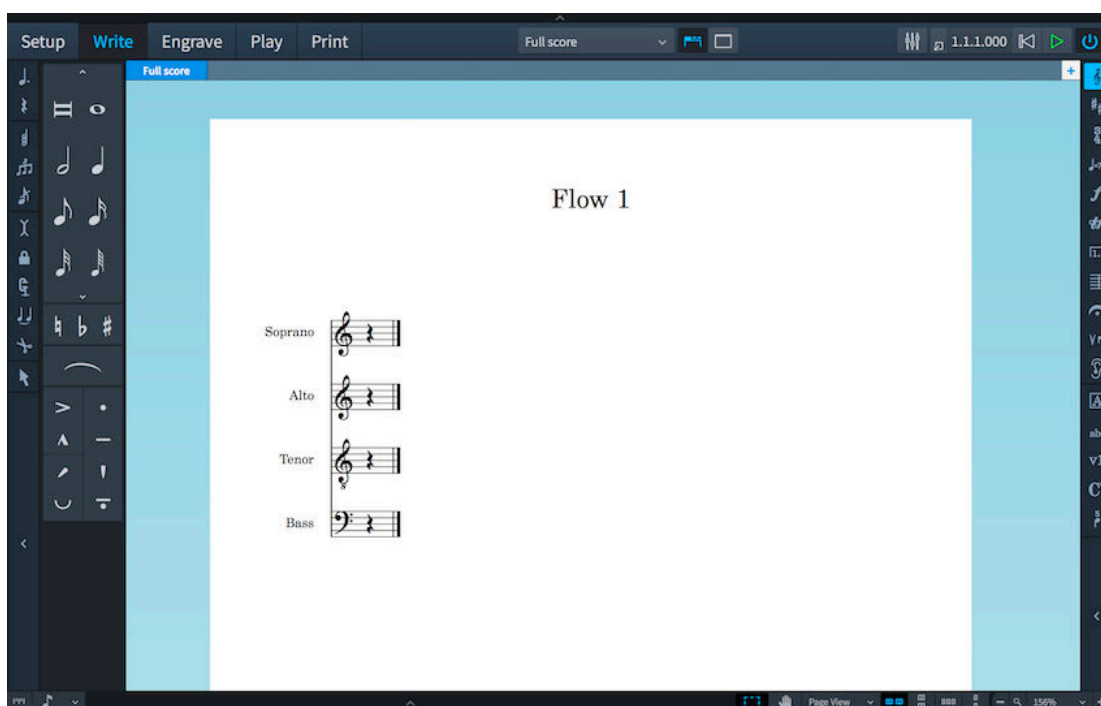 Setup Write Engrave Play Print Full score 1.1.1.000
Full score
Flow 1
Soprano
Alto
Tenor
Bass
Page View 156%